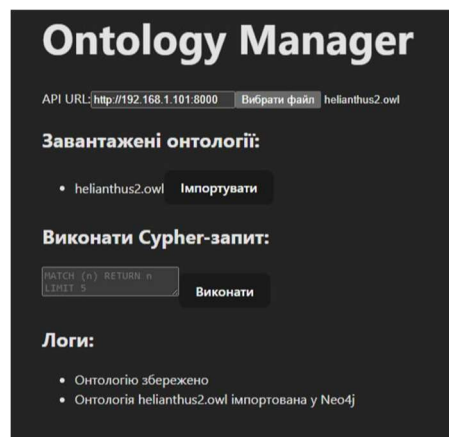 Ontology Manager
API URL: http://192.168.1.101:8000 Вибрати файл helianthus2.owl
Завантажені онтології:
• helianthus2.owl Імпортувати
Виконати Cypher-запит:
MATCH (n) RETURN n
LIMIT 5
Виконати
Логи:
• Онтологію збережено
• Онтологія helianthus2.owl імпортована у Neo4j